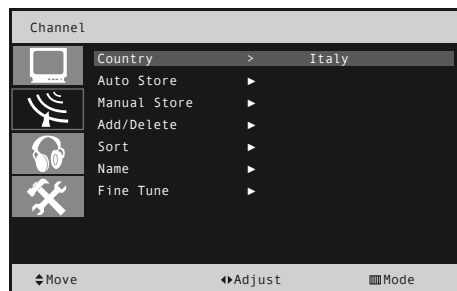 Channel
Country > Italy
Auto Store ►
Manual Store ►
Add/Delete ►
Sort ►
Name ►
Fine Tune ►
Move Adjust Mode